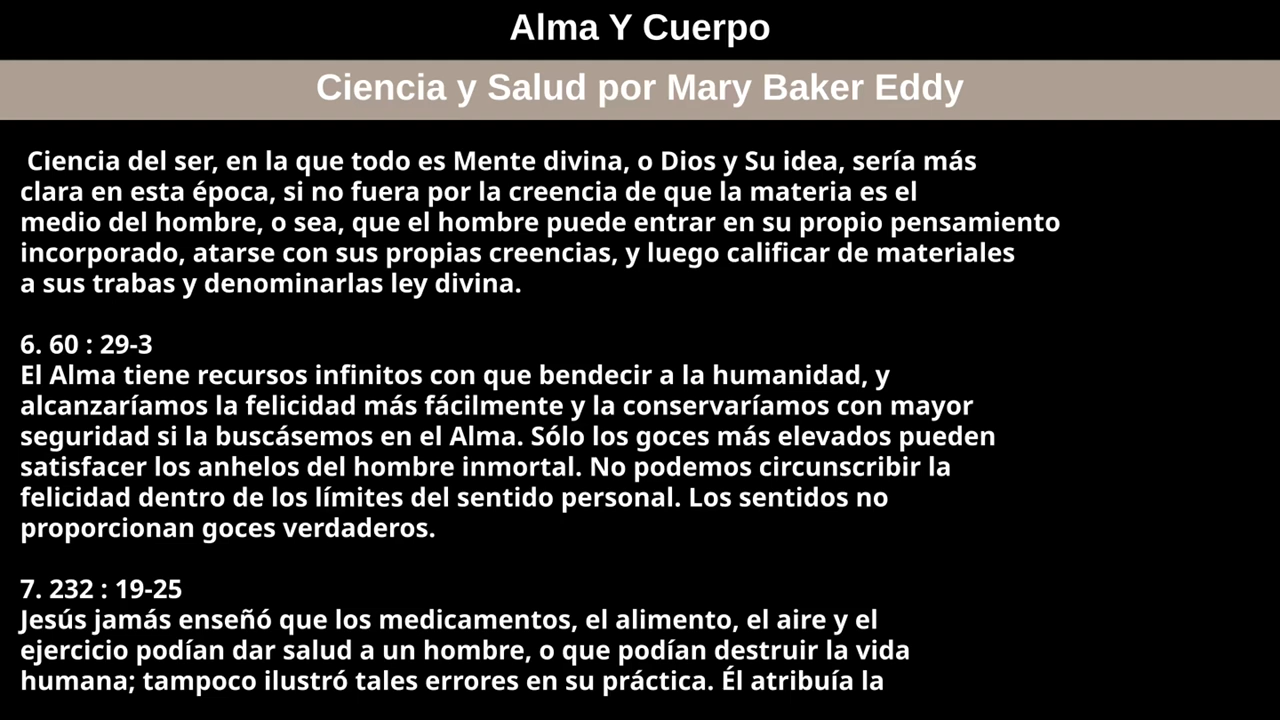 Alma Y Cuerpo
Ciencia y Salud por Mary Baker Eddy
Ciencia del ser, en la que todo es Mente divina, o Dios y Su idea, sería más
clara en esta época, si no fuera por la creencia de que la materia es el
medio del hombre, o sea, que el hombre puede entrar en su propio pensamiento
incorporado, atarse con sus propias creencias, y luego calificar de materiales
a sus trabas y denominarlas ley divina.
6. 60 : 29-3
El Alma tiene recursos infinitos con que bendecir a la humanidad, y
alcanzaríamos la felicidad más fácilmente y la conservaríamos con mayor
seguridad si la buscásemos en el Alma. Sólo los goces más elevados pueden
satisfacer los anhelos del hombre inmortal. No podemos circunscribir la
felicidad dentro de los límites del sentido personal. Los sentidos no
proporcionan goces verdaderos.
7. 232 : 19-25
Jesús jamás enseñó que los medicamentos, el alimento, el aire y el
ejercicio podían dar salud a un hombre, o que podían destruir la vida
humana; tampoco ilustró tales errores en su práctica. Él atribuía la